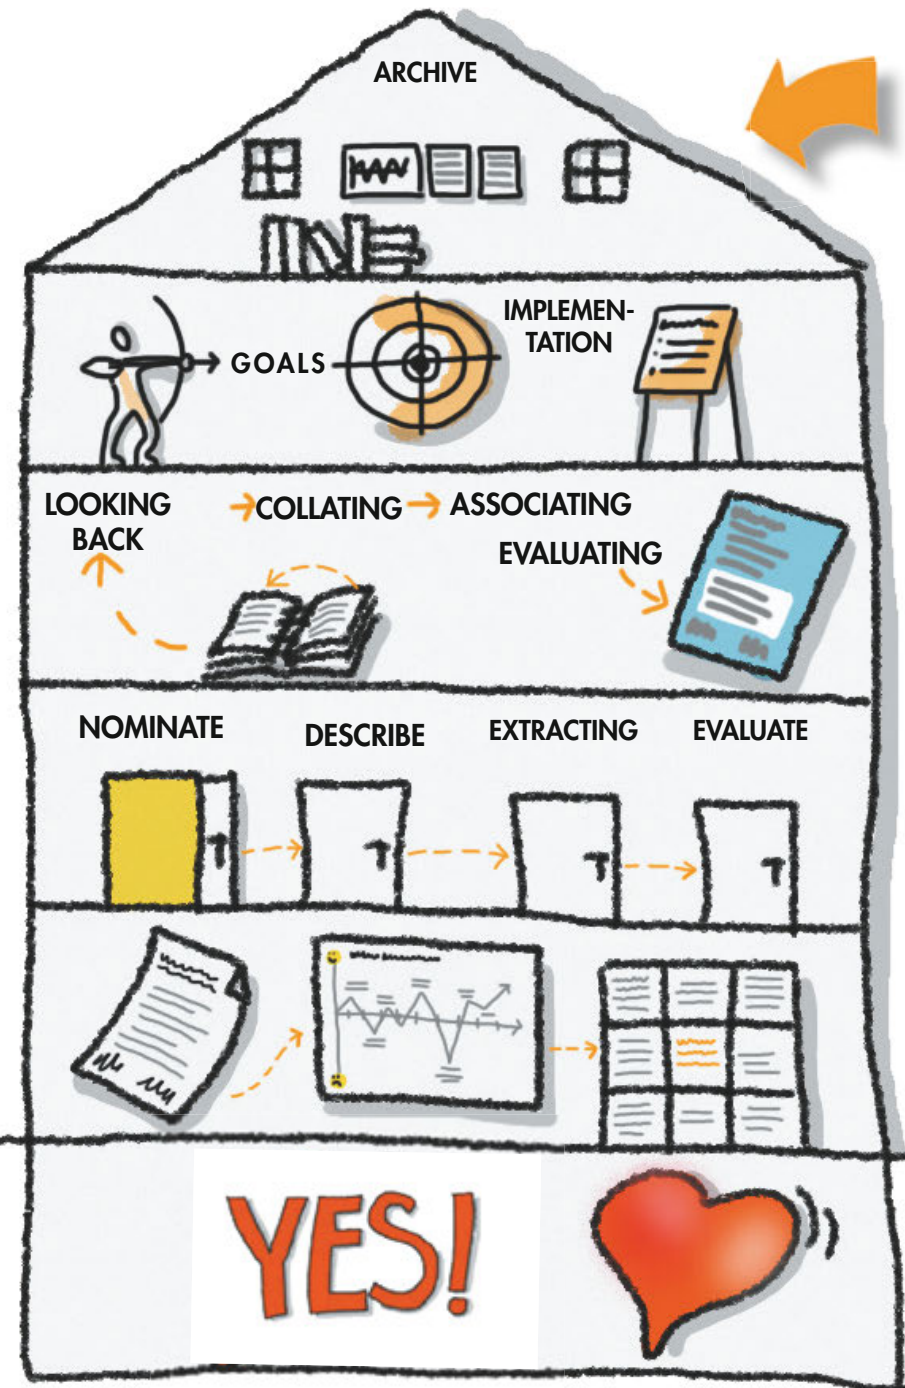 ARCHIVE
GOALS
IMPLEMEN-
TATION
LOOKING
BACK
COLLATING
ASSOCIATING
EVALUATING
NOMINATE
DESCRIBE
EXTRACTING
EVALUATE
YES!